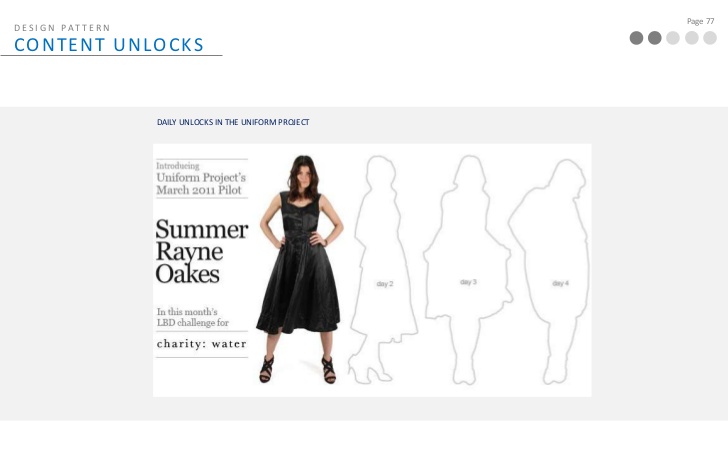 DESIGN PATTERN
CONTENT UNLOCKS
Page 77
DAILY UNLOCKS IN THE UNIFORM PROJECT
Introducing
Uniform Project's
March 2011 Pilot
Summer
Rayne
Oakes
In this month's
LBD challenge for
charity: water
day 2
day 3
day 4